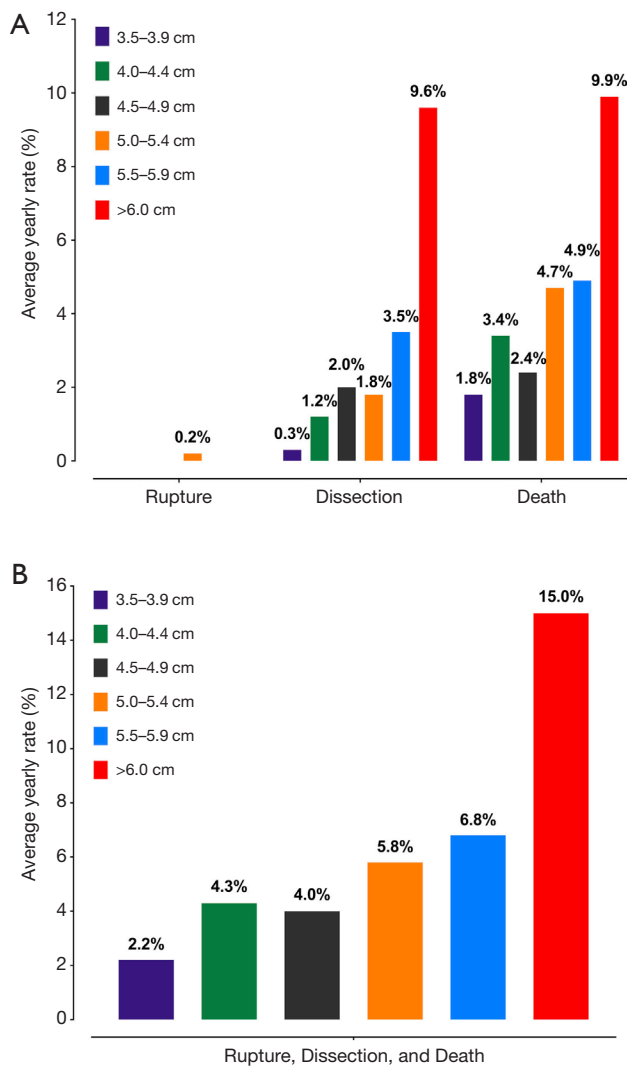 A
12
10
8
6
4
2
0
Average yearly rate (%)
3.5–3.9 cm
4.0–4.4 cm
4.5–4.9 cm
5.0–5.4 cm
5.5–5.9 cm
>6.0 cm
0.2%
0.3%
1.2%
2.0%
1.8%
3.5%
9.6%
1.8%
3.4%
2.4%
4.7%
4.9%
9.9%
Rupture
Dissection
Death
B
16
14
12
10
8
6
4
2
0
Average yearly rate (%)
3.5–3.9 cm
4.0–4.4 cm
4.5–4.9 cm
5.0–5.4 cm
5.5–5.9 cm
>6.0 cm
2.2%
4.3%
4.0%
5.8%
6.8%
15.0%
Rupture, Dissection, and Death